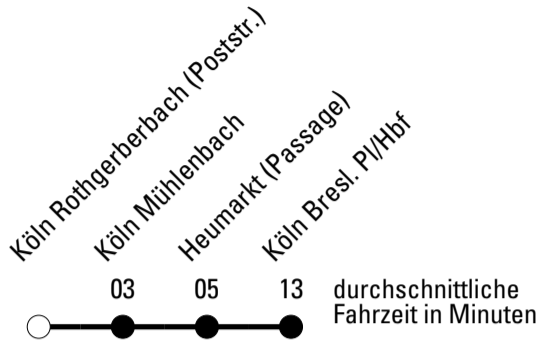 Köln Rothgerberbach (Poststr.)
Köln Mühlenbach
Heumarkt (Passage)
Köln Bresl. Pl/Hbf
03 05 13
durchschnittliche
Fahrzeit in Minuten